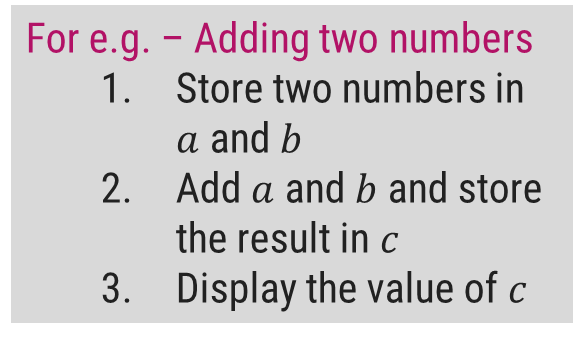 For e.g. – Adding two numbers
1. Store two numbers in
a and b
2. Add a and b and store
the result in c
3. Display the value of c